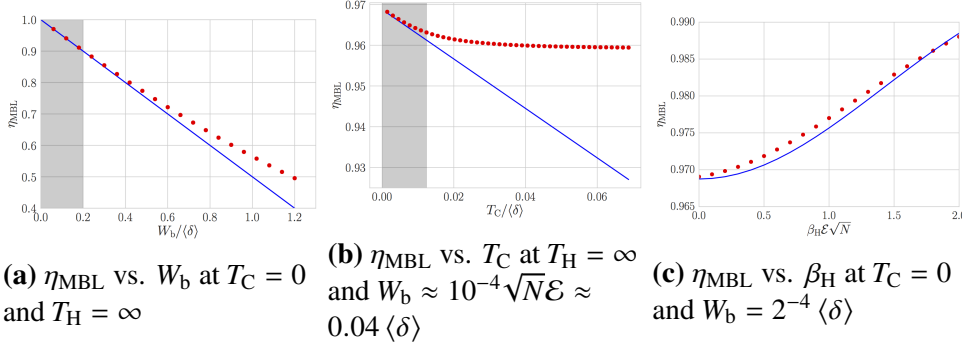 1.0
0.9
0.8
0.7
0.6
0.5
0.4
η_MBL
0.0 0.2 0.4 0.6 0.8 1.0 1.2
W_b/⟨δ⟩
(a) η_MBL vs. W_b at T_C = 0
and T_H = ∞
0.97
0.96
0.95
0.94
0.93
η_MBL
0.00 0.02 0.04 0.06
T_C/⟨δ⟩
(b) η_MBL vs. T_C at T_H = ∞
and W_b ≈ 10⁻⁴√N ℰ ≈
0.04 ⟨δ⟩
0.990
0.985
0.980
0.975
0.970
0.965
η_MBL
0.0 0.5 1.0 1.5 2.0
β_H ℰ√N
(c) η_MBL vs. β_H at T_C = 0
and W_b = 2⁻⁴ ⟨δ⟩